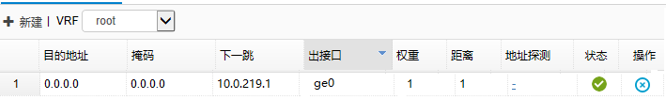 新建 | VRF root
目的地址 掩码 下一跳 出接口 权重 距离 地址探测 状态 操作
1 0.0.0.0 0.0.0.0 10.0.219.1 ge0 1 1 -